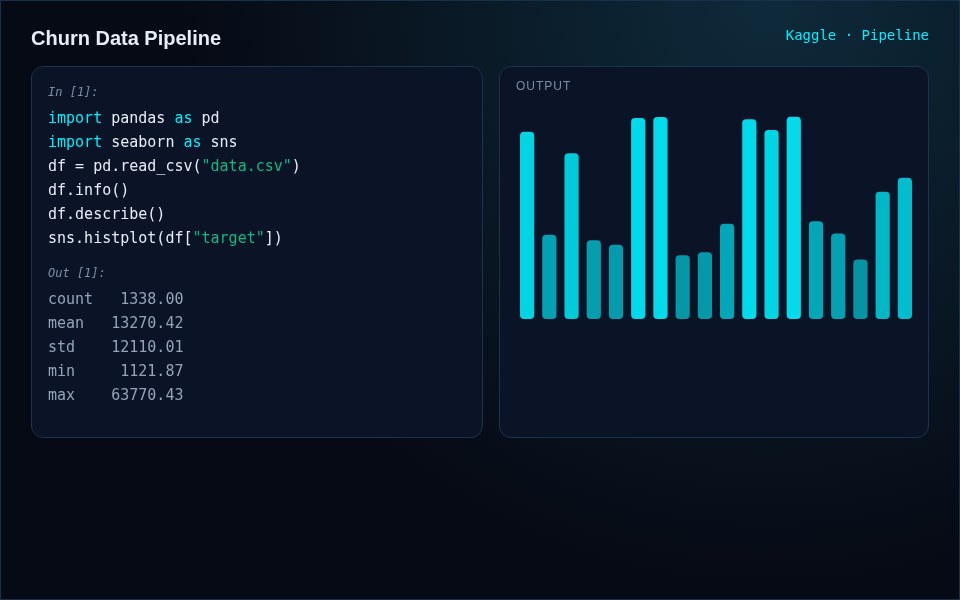 Churn Data Pipeline
Kaggle · Pipeline
In [1]:
import pandas as pd
import seaborn as sns
df = pd.read_csv("data.csv")
df.info()
df.describe()
sns.histplot(df["target"])
Out [1]:
count   1338.00
mean   13270.42
std    12110.01
min     1121.87
max    63770.43
OUTPUT